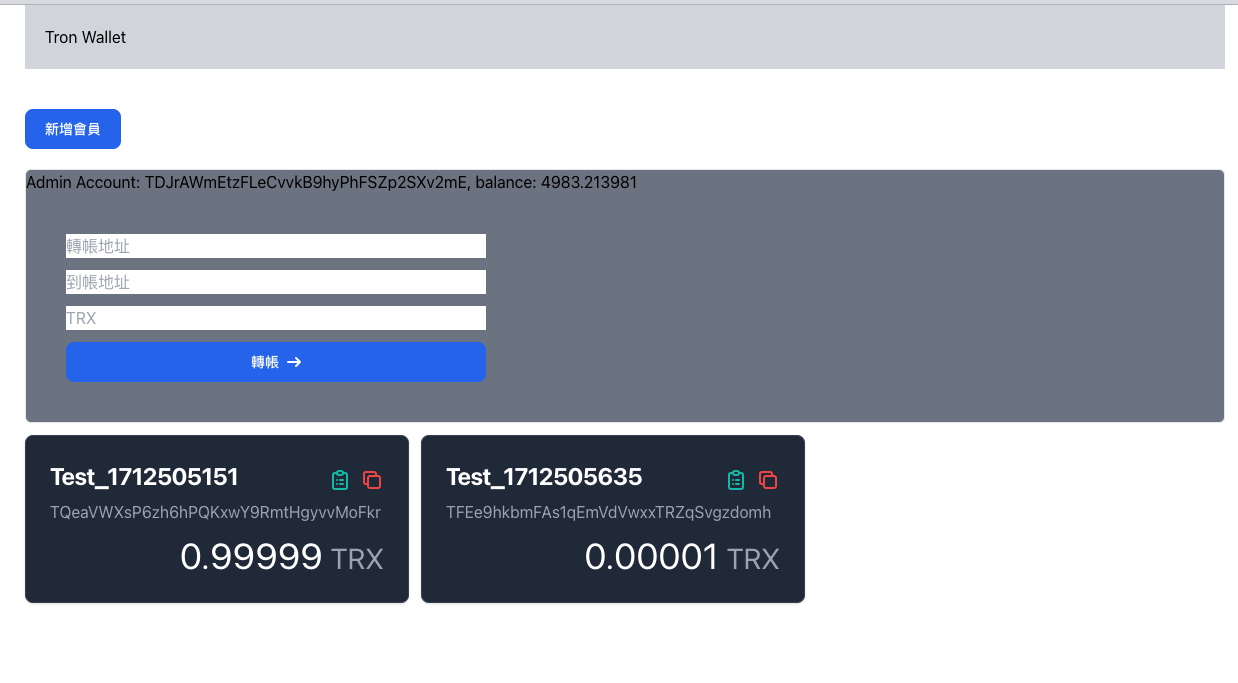 Tron Wallet
新增會員
Admin Account: TDJrAWmEtzFLeCvvkB9hyPhFSZp2SXv2mE, balance: 4983.213981
轉帳地址
到帳地址
TRX
轉帳 →
Test_1712505151
TQeaVWXsP6zh6hPQKxwY9RmtHgyvvMoFkr
0.99999 TRX
Test_1712505635
TFEe9hkbmFAs1qEmVdVwxxTRZqSvgzdomh
0.00001 TRX